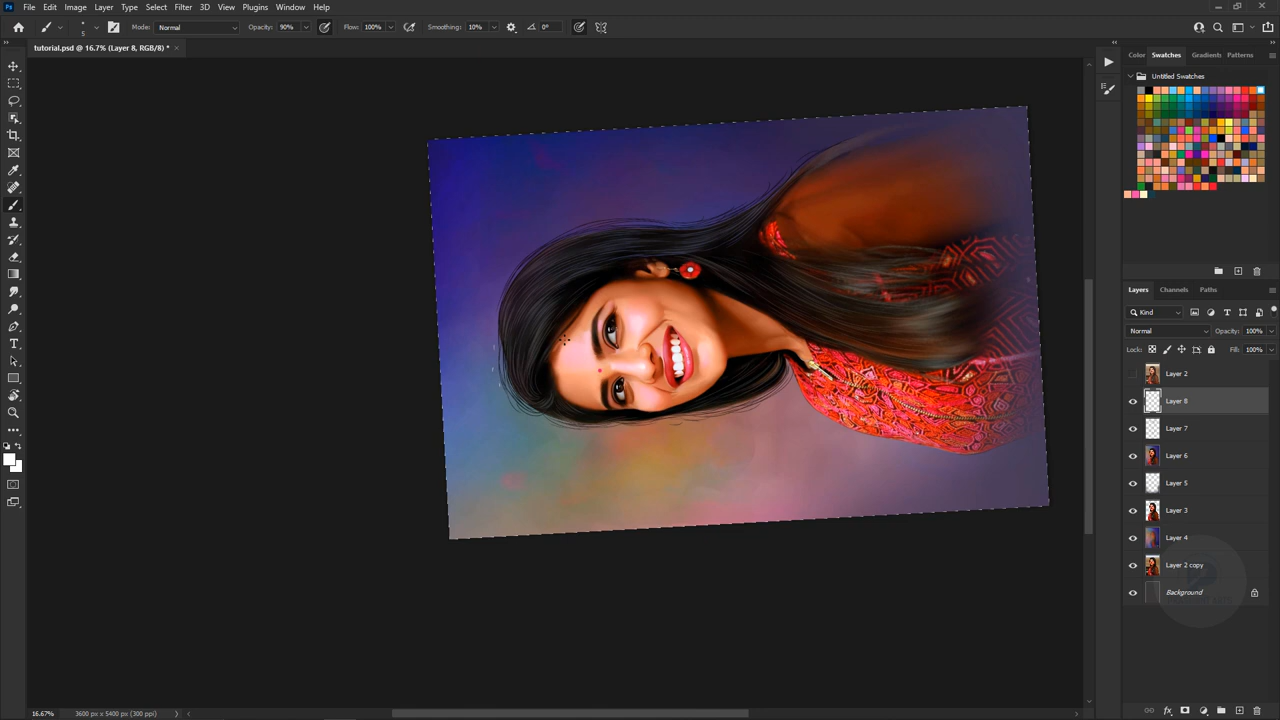 Ps File Edit Image Layer Type Select Filter 3D View Plugins Window Help
5 Mode: Normal Opacity: 90% Flow: 100% Smoothing: 10% 0°
tutorial.psd @ 16.7% (Layer 8, RGB/8) *
Color Swatches Gradients Patterns
Untitled Swatches
Layers Channels Paths
Kind
Normal Opacity: 100%
Lock: Fill: 100%
Layer 2
Layer 8
Layer 7
Layer 6
Layer 5
Layer 3
Layer 4
Layer 2 copy
Background
16.67% 3600 px x 5400 px (300 ppi)